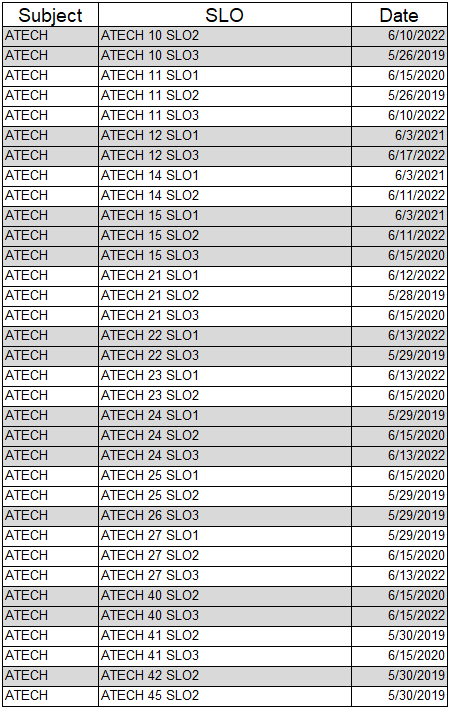 Subject SLO Date
ATECH ATECH 10 SLO2 6/10/2022
ATECH ATECH 10 SLO3 5/26/2019
ATECH ATECH 11 SLO1 6/15/2020
ATECH ATECH 11 SLO2 5/26/2019
ATECH ATECH 11 SLO3 6/10/2022
ATECH ATECH 12 SLO1 6/3/2021
ATECH ATECH 12 SLO3 6/17/2022
ATECH ATECH 14 SLO1 6/3/2021
ATECH ATECH 14 SLO2 6/11/2022
ATECH ATECH 15 SLO1 6/3/2021
ATECH ATECH 15 SLO2 6/11/2022
ATECH ATECH 15 SLO3 6/15/2020
ATECH ATECH 21 SLO1 6/12/2022
ATECH ATECH 21 SLO2 5/28/2019
ATECH ATECH 21 SLO3 6/15/2020
ATECH ATECH 22 SLO1 6/13/2022
ATECH ATECH 22 SLO3 5/29/2019
ATECH ATECH 23 SLO1 6/13/2022
ATECH ATECH 23 SLO2 6/15/2020
ATECH ATECH 24 SLO1 5/29/2019
ATECH ATECH 24 SLO2 6/15/2020
ATECH ATECH 24 SLO3 6/13/2022
ATECH ATECH 25 SLO1 6/15/2020
ATECH ATECH 25 SLO2 5/29/2019
ATECH ATECH 26 SLO3 5/29/2019
ATECH ATECH 27 SLO1 5/29/2019
ATECH ATECH 27 SLO2 6/15/2020
ATECH ATECH 27 SLO3 6/13/2022
ATECH ATECH 40 SLO2 6/15/2020
ATECH ATECH 40 SLO3 6/15/2022
ATECH ATECH 41 SLO2 5/30/2019
ATECH ATECH 41 SLO3 6/15/2020
ATECH ATECH 42 SLO2 5/30/2019
ATECH ATECH 45 SLO2 5/30/2019